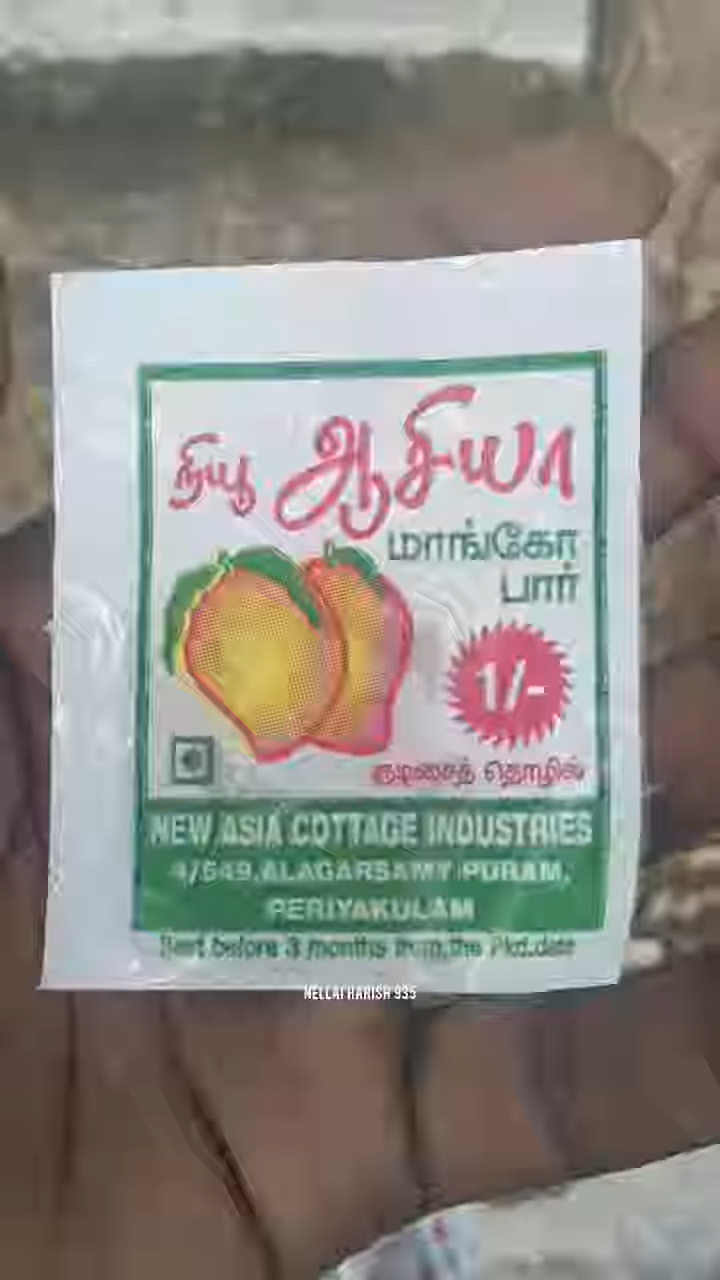 நியூ ஆசியா
மாங்கோ
பார்
1/-
குடிசைத் தொழில்
NEW ASIA COTTAGE INDUSTRIES
4/549, ALAGARSAMY PURAM,
PERIYAKULAM
Best before 3 months from the Pkd.date
NELLAI HARISH 935